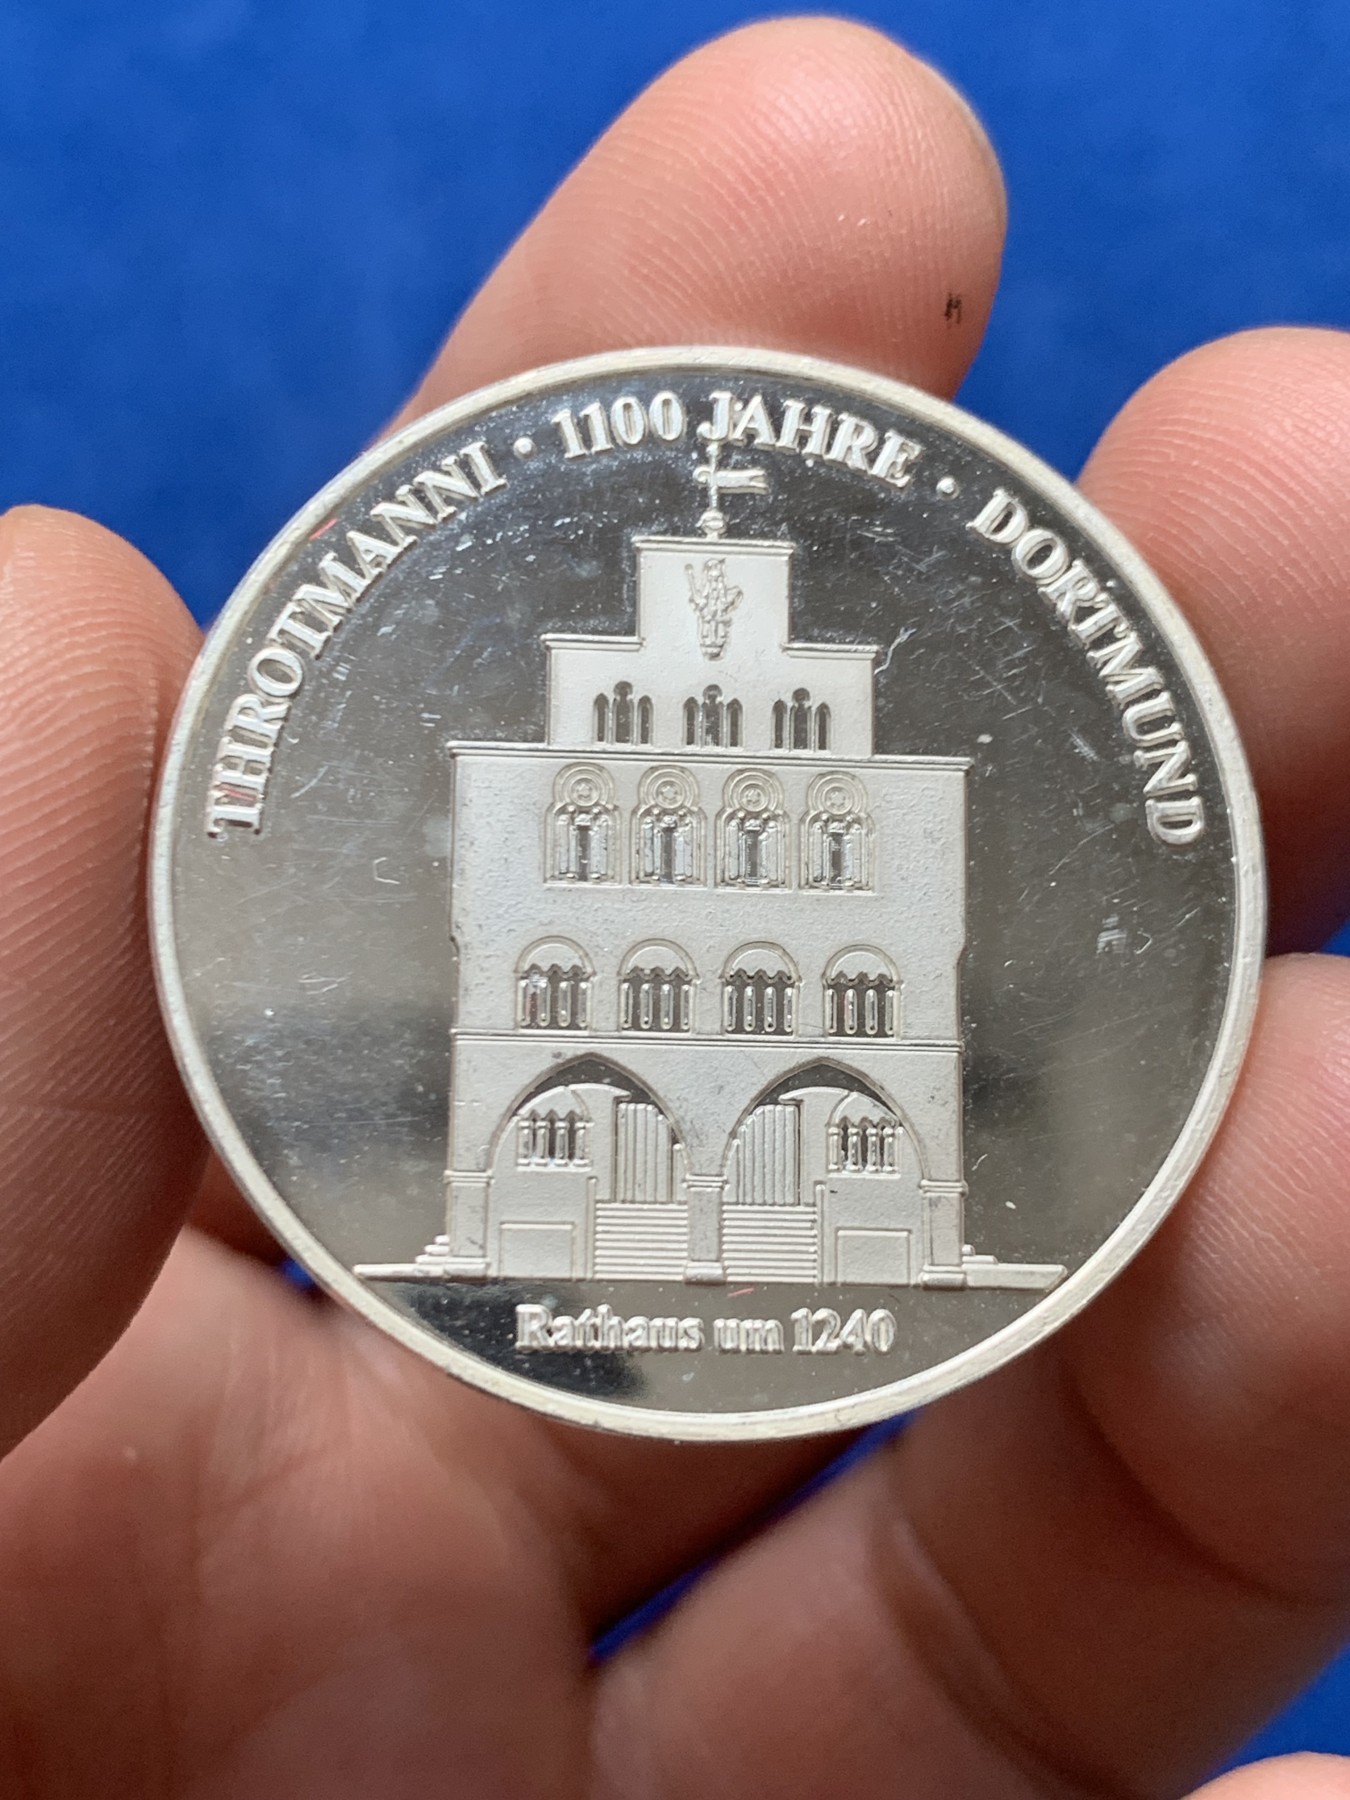 THROTMANNI · 1100 JAHRE · DORTMUND
Rathaus um 1240